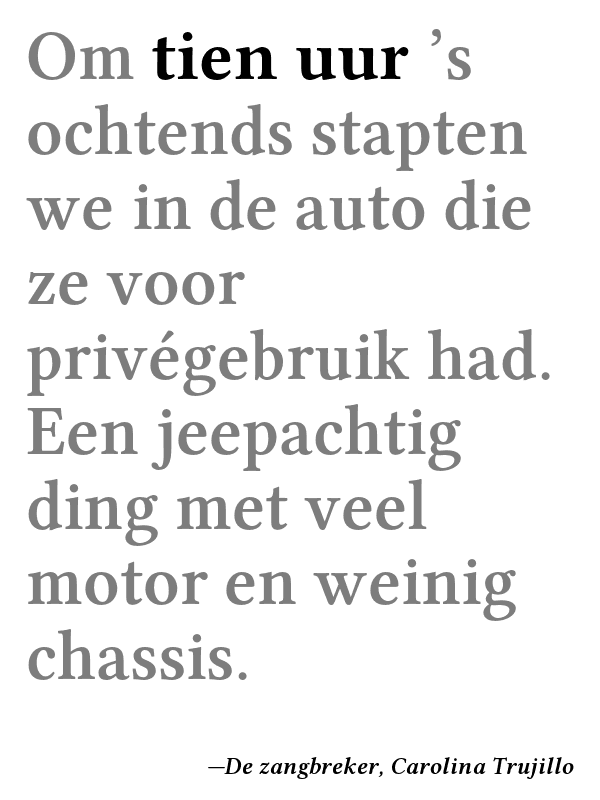 Om tien uur ’s
ochtends stapten
we in de auto die
ze voor
privégebruik had.
Een jeepachtig
ding met veel
motor en weinig
chassis.
—De zangbreker, Carolina Trujillo